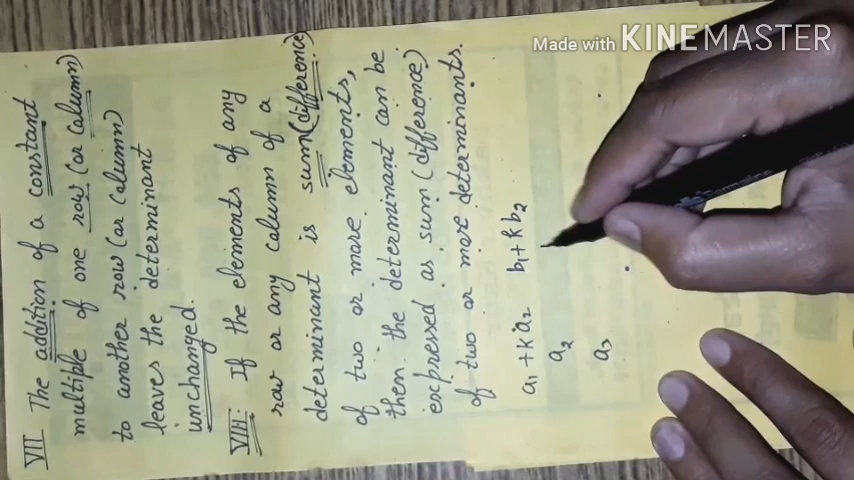 VII The addition of a constant
multiple of one row (or column)
to another row (or column)
leaves the determinant
unchanged.
VIII: If the elements of any
row or any column of a
determinant is sum (difference)
of two or more elements,
then the determinant can be
expressed as sum (difference)
of two or more determinants.
a₁ + ka₂ b₁ + kb₂
a₂
a₃
Made with KINEMASTER